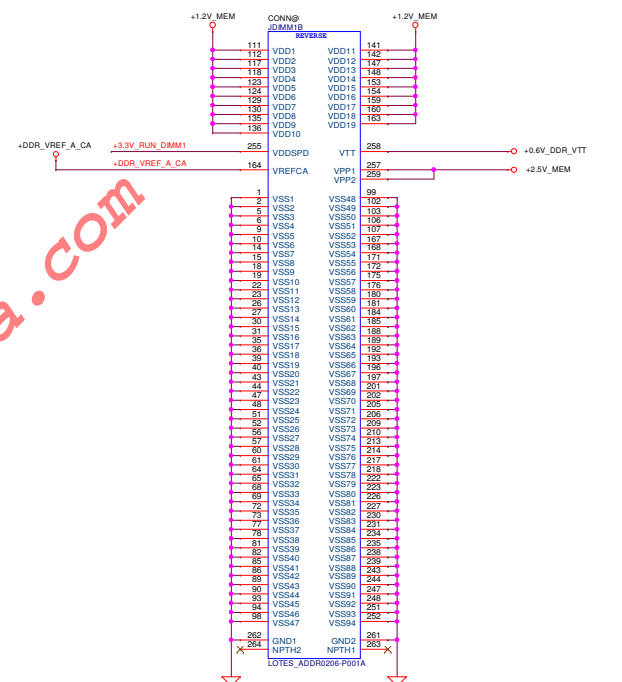 +1.2V_MEM CONN@ +1.2V_MEM
JDIMM1B
REVERSE
111 VDD1 VDD11 141
112 VDD2 VDD12 142
117 VDD3 VDD13 147
118 VDD4 VDD14 148
123 VDD5 VDD15 153
124 VDD6 VDD16 154
129 VDD7 VDD17 159
130 VDD8 VDD18 160
135 VDD9 VDD19 163
136 VDD10
+DDR_VREF_A_CA +3.3V_RUN_DIMM1 255 VDDSPD VTT 258 +0.6V_DDR_VTT
+DDR_VREF_A_CA 164 VREFCA VPP1 257 +2.5V_MEM
VPP2 259
1 VSS1 VSS48 99
2 VSS2 VSS49 102
5 VSS3 VSS50 103
6 VSS4 VSS51 106
9 VSS5 VSS52 107
10 VSS6 VSS53 167
14 VSS7 VSS54 168
15 VSS8 VSS55 171
18 VSS9 VSS56 172
19 VSS10 VSS57 175
22 VSS11 VSS58 176
23 VSS12 VSS59 180
26 VSS13 VSS60 181
27 VSS14 VSS61 184
30 VSS15 VSS62 185
31 VSS16 VSS63 188
35 VSS17 VSS64 189
36 VSS18 VSS65 192
39 VSS19 VSS66 193
40 VSS20 VSS67 196
43 VSS21 VSS68 197
44 VSS22 VSS69 201
47 VSS23 VSS70 202
48 VSS24 VSS71 205
51 VSS25 VSS72 206
52 VSS26 VSS73 209
56 VSS27 VSS74 210
57 VSS28 VSS75 213
60 VSS29 VSS76 214
61 VSS30 VSS77 217
64 VSS31 VSS78 218
65 VSS32 VSS79 222
68 VSS33 VSS80 223
69 VSS34 VSS81 226
72 VSS35 VSS82 227
73 VSS36 VSS83 230
77 VSS37 VSS84 231
78 VSS38 VSS85 234
81 VSS39 VSS86 235
82 VSS40 VSS87 238
85 VSS41 VSS88 239
86 VSS42 VSS89 243
89 VSS43 VSS90 244
90 VSS44 VSS91 247
93 VSS45 VSS92 248
94 VSS46 VSS93 251
98 VSS47 VSS94 252
262 GND1 GND2 261
264 NPTH2 NPTH1 263
LOTES_ADDR0206-P001A
a.com